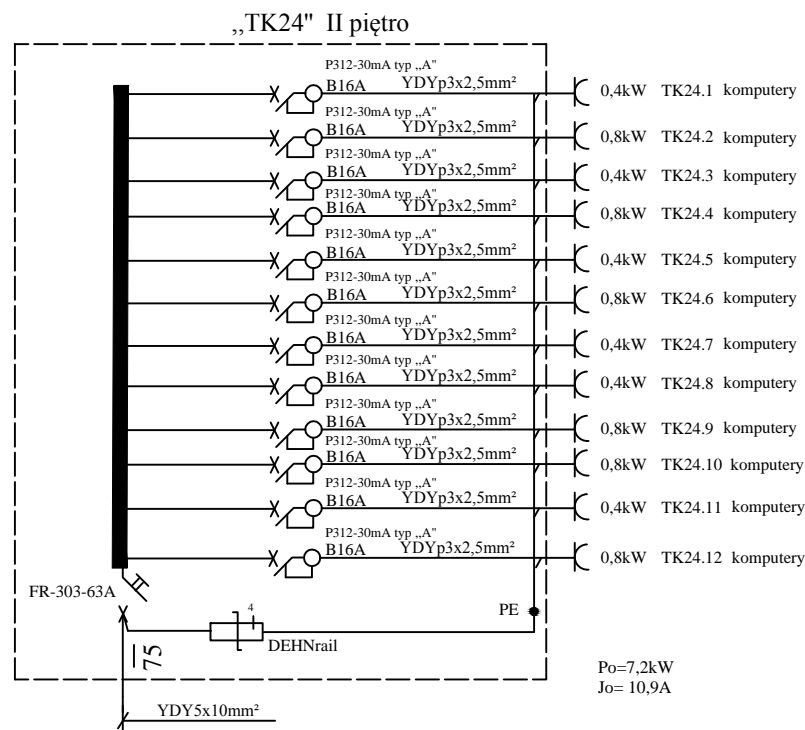 „TK24" II piętro
P312-30mA typ „A"
B16A YDYp3x2,5mm² 0,4kW TK24.1 komputery
P312-30mA typ „A"
B16A YDYp3x2,5mm² 0,8kW TK24.2 komputery
P312-30mA typ „A"
B16A YDYp3x2,5mm² 0,4kW TK24.3 komputery
P312-30mA typ „A"
B16A YDYp3x2,5mm² 0,8kW TK24.4 komputery
P312-30mA typ „A"
B16A YDYp3x2,5mm² 0,4kW TK24.5 komputery
P312-30mA typ „A"
B16A YDYp3x2,5mm² 0,8kW TK24.6 komputery
P312-30mA typ „A"
B16A YDYp3x2,5mm² 0,4kW TK24.7 komputery
P312-30mA typ „A"
B16A YDYp3x2,5mm² 0,4kW TK24.8 komputery
P312-30mA typ „A"
B16A YDYp3x2,5mm² 0,8kW TK24.9 komputery
P312-30mA typ „A"
B16A YDYp3x2,5mm² 0,8kW TK24.10 komputery
P312-30mA typ „A"
B16A YDYp3x2,5mm² 0,4kW TK24.11 komputery
P312-30mA typ „A"
B16A YDYp3x2,5mm² 0,8kW TK24.12 komputery
FR-303-63A
PE
4
DEHNrail
75
Po=7,2kW
Jo= 10,9A
YDY5x10mm²